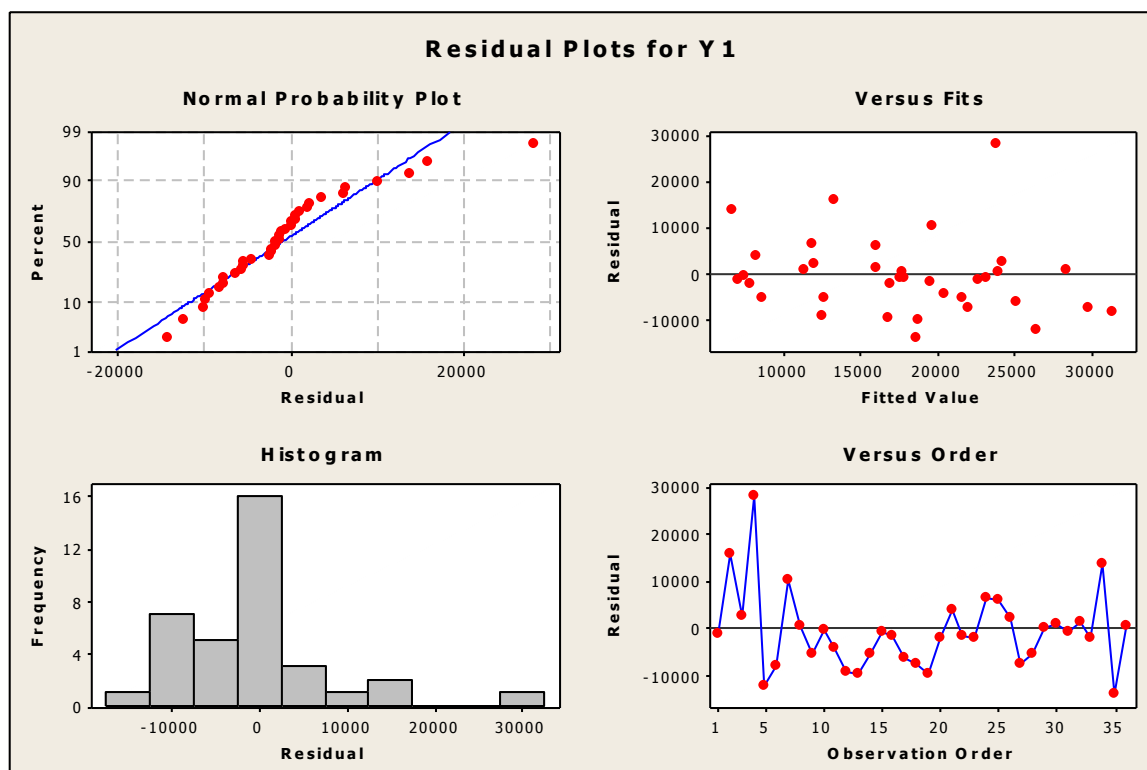 Residual Plots for Y1
Normal Probability Plot
Percent
99
90
50
10
1
-20000 0 20000
Residual
Versus Fits
Residual
30000
20000
10000
0
-10000
10000 15000 20000 25000 30000
Fitted Value
Histogram
Frequency
16
12
8
4
0
-10000 0 10000 20000 30000
Residual
Versus Order
Residual
30000
20000
10000
0
-10000
1 5 10 15 20 25 30 35
Observation Order